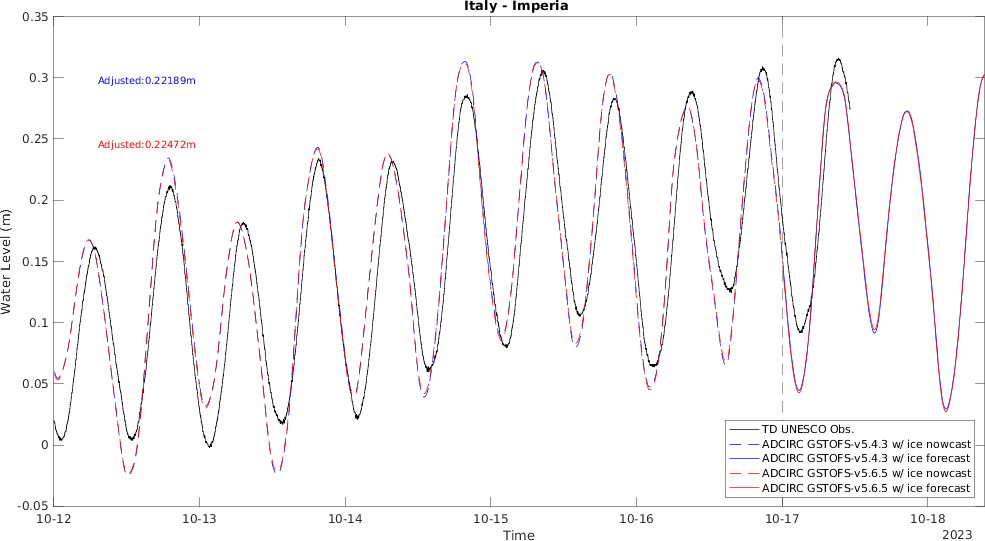 Italy - Imperia
0.35
0.3
0.25
0.2
0.15
0.1
0.05
0
-0.05
Water Level (m)
Adjusted:0.22189m
Adjusted:0.22472m
TD UNESCO Obs.
ADCIRC GSTOFS-v5.4.3 w/ ice nowcast
ADCIRC GSTOFS-v5.4.3 w/ ice forecast
ADCIRC GSTOFS-v5.6.5 w/ ice nowcast
ADCIRC GSTOFS-v5.6.5 w/ ice forecast
10-12 10-13 10-14 10-15 10-16 10-17 10-18
Time
2023